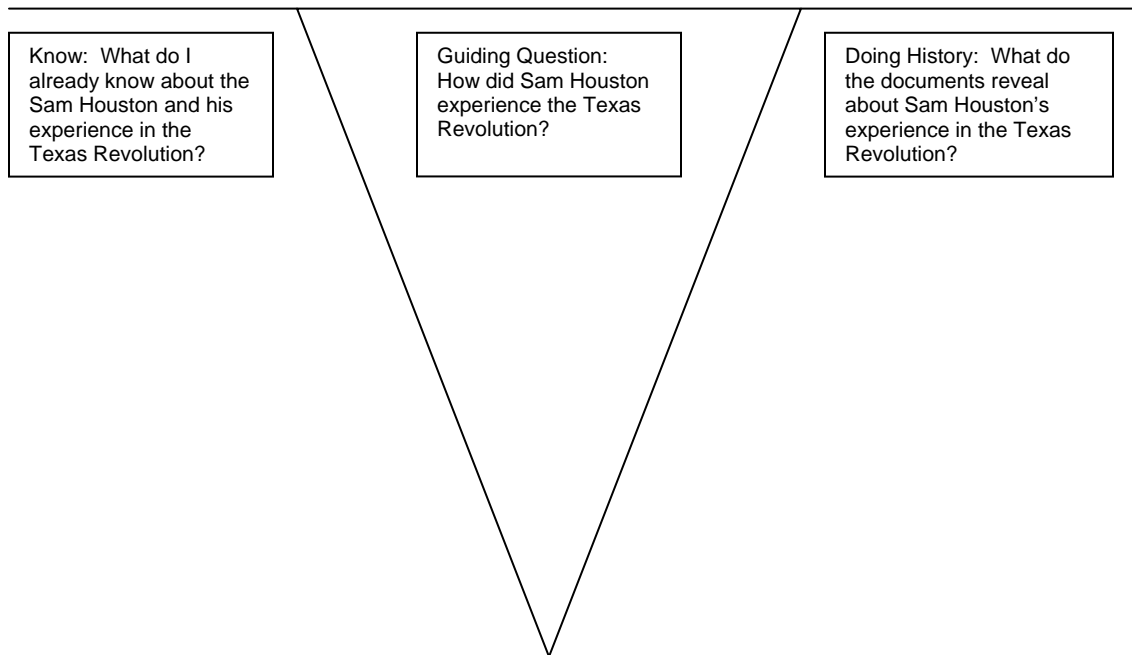 Know: What do I
already know about the
Sam Houston and his
experience in the
Texas Revolution?
Guiding Question:
How did Sam Houston
experience the Texas
Revolution?
Doing History: What do
the documents reveal
about Sam Houston's
experience in the Texas
Revolution?